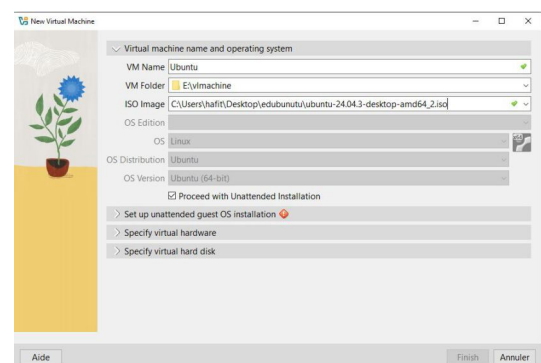 New Virtual Machine
Virtual machine name and operating system
VM Name Ubuntu
VM Folder E:\vlmachine
ISO Image C:\Users\hafit\Desktop\edubunutu\ubuntu-24.04.3-desktop-amd64_2.iso
OS Edition
OS Linux
OS Distribution Ubuntu
OS Version Ubuntu (64-bit)
Proceed with Unattended Installation
Set up unattended guest OS installation
Specify virtual hardware
Specify virtual hard disk
Aide Finish Annuler